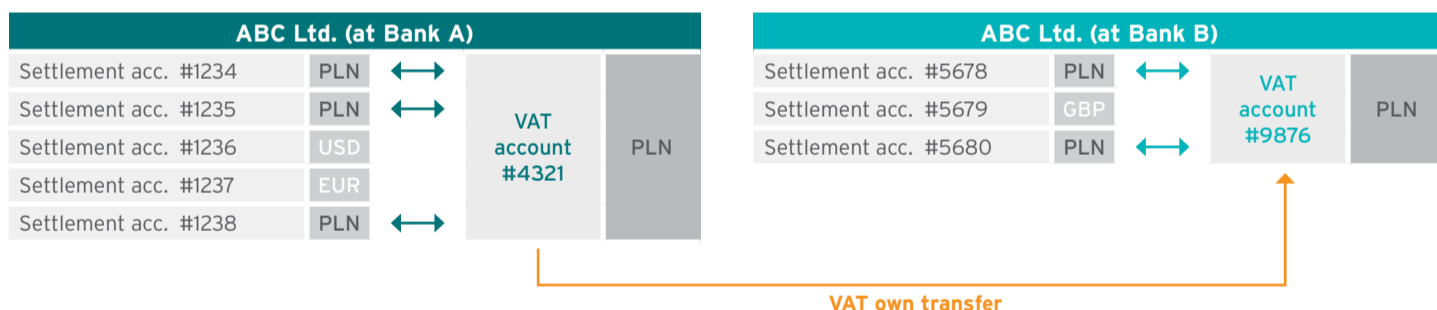 ABC Ltd. (at Bank A)
Settlement acc. #1234 PLN
Settlement acc. #1235 PLN
Settlement acc. #1236 USD
Settlement acc. #1237 EUR
Settlement acc. #1238 PLN
VAT
account
#4321
PLN
ABC Ltd. (at Bank B)
Settlement acc. #5678 PLN
Settlement acc. #5679 GBP
Settlement acc. #5680 PLN
VAT
account
#9876
PLN
VAT own transfer